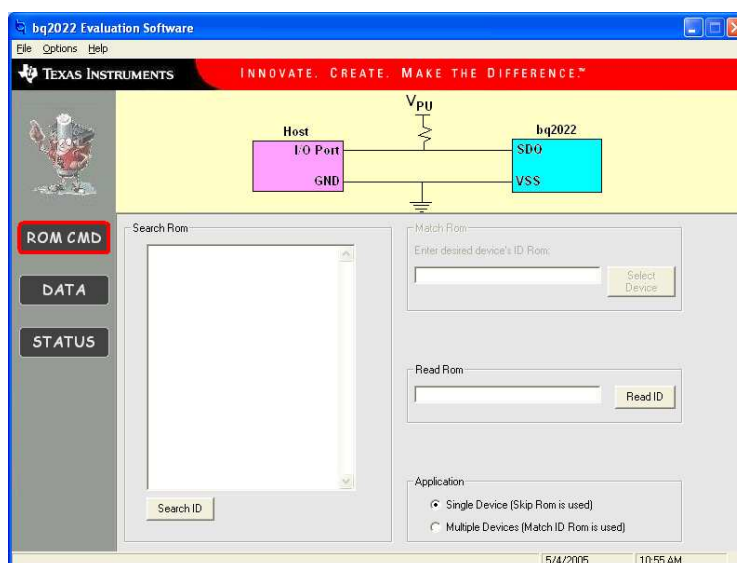 bq2022 Evaluation Software
File Options Help
TEXAS INSTRUMENTS
INNOVATE. CREATE. MAKE THE DIFFERENCE.™
VPU
Host
bq2022
I/O Port
SDQ
GND
VSS
ROM CMD
DATA
STATUS
Search Rom
Search ID
Match Rom
Enter desired device's ID Rom:
Select
Device
Read Rom
Read ID
Application
Single Device (Skip Rom is used)
Multiple Devices (Match ID Rom is used)
5/4/2005
10:55 AM